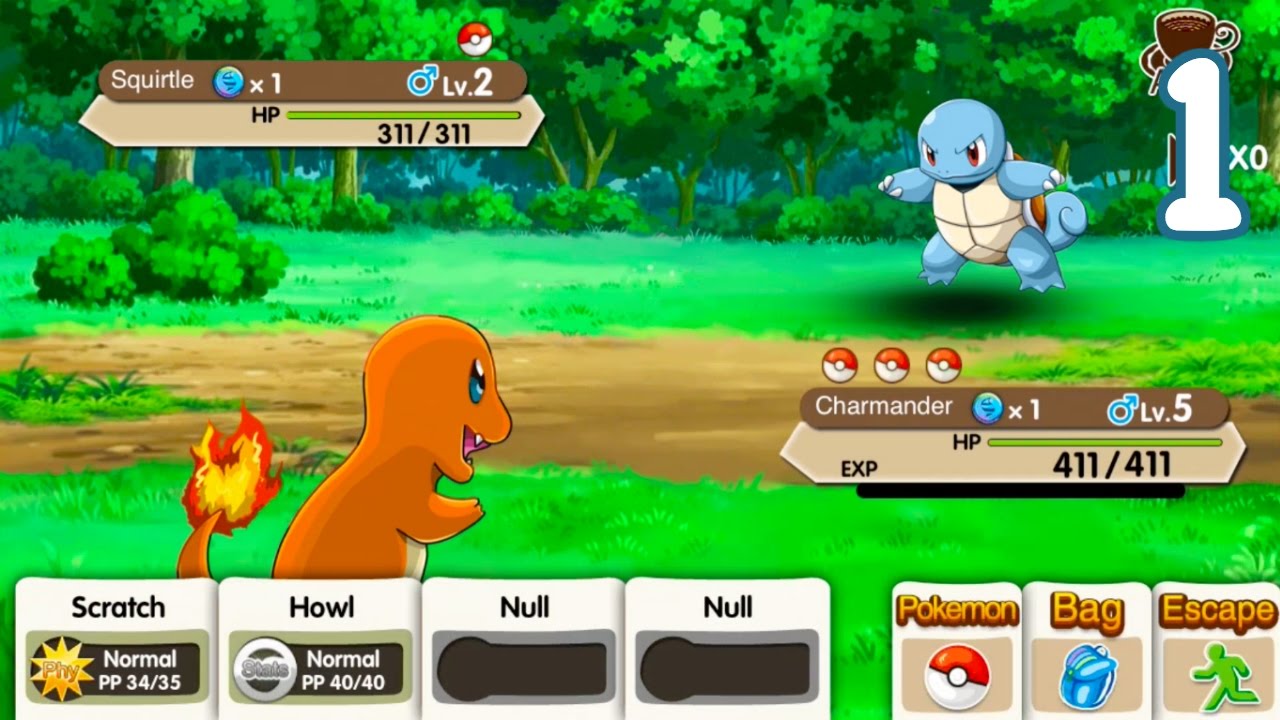 Squirtle x 1 Lv.2
HP
311/311
1
X0
Charmander x 1 Lv.5
HP
411/411
EXP
Scratch
Phy Normal
PP 34/35
Howl
Stats Normal
PP 40/40
Null
Null
Pokemon
Bag
Escape